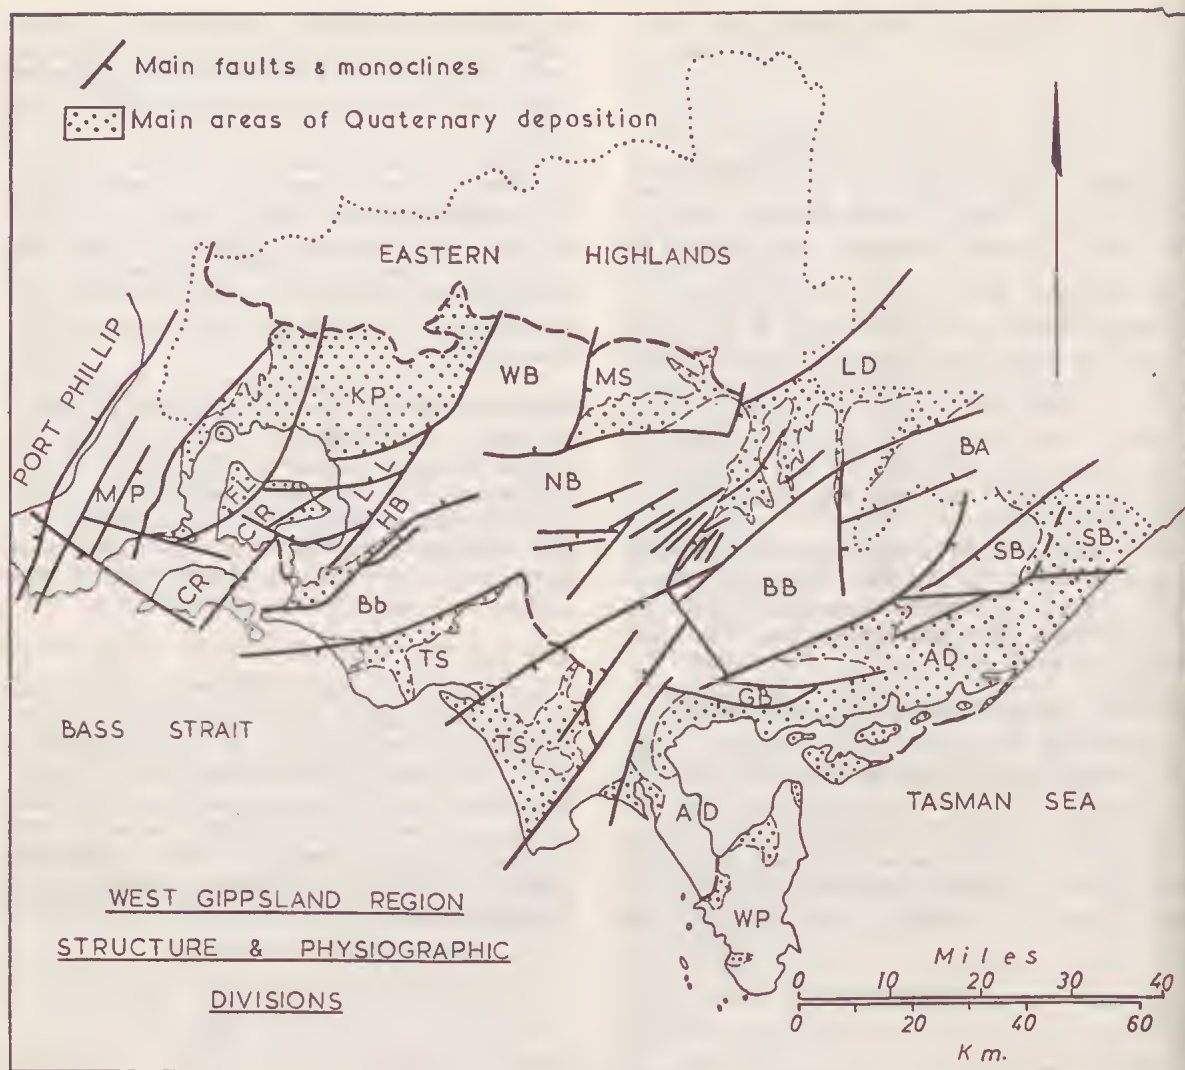 Main faults & monoclines
Main areas of Quaternary deposition
EASTERN HIGHLANDS
PORT PHILLIP
WB
MS
LD
KP
BA
MP
FL
LL
NB
HB
CR
SB
SB
CR
BB
Bb
TS
AD
GB
BASS STRAIT
TS
AD
TASMAN SEA
WEST GIPPSLAND REGION
STRUCTURE & PHYSIOGRAPHIC
DIVISIONS
WP
Miles
0 10 20 30 40
0 20 40 60
Km.